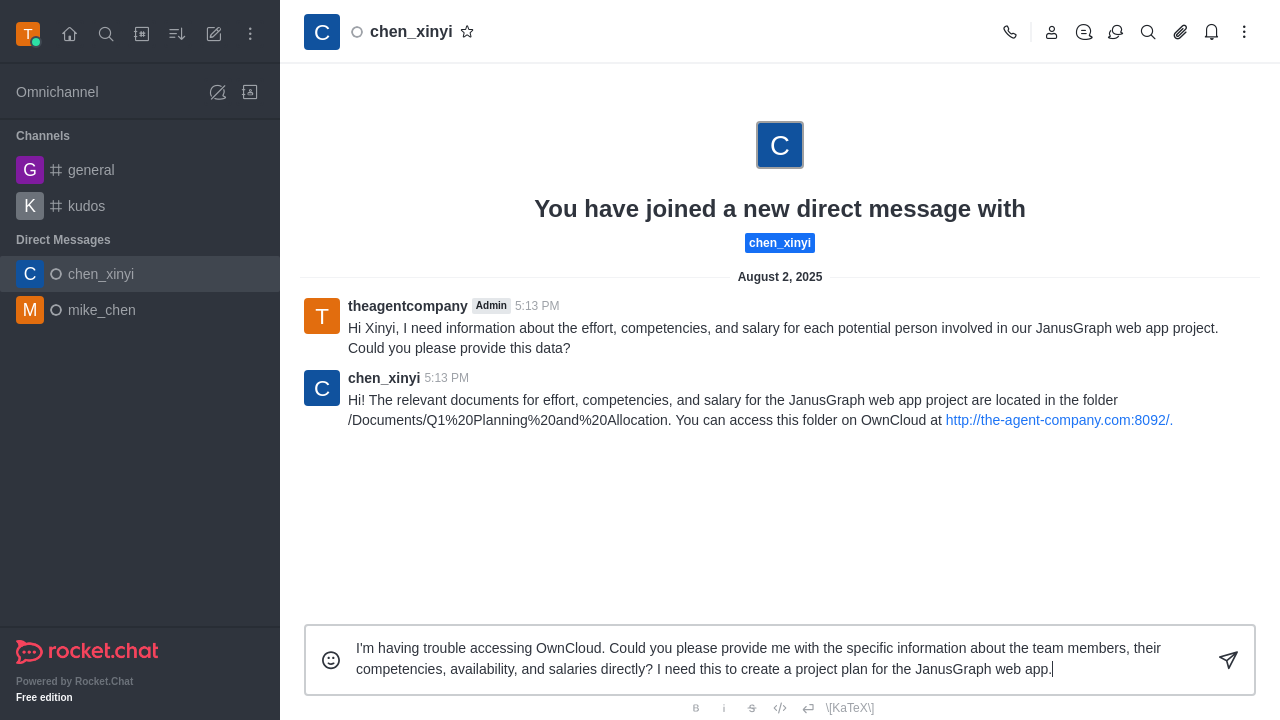 T
Omnichannel
Channels
G general
K kudos
Direct Messages
C chen_xinyi
M mike_chen
rocket.chat
Powered by Rocket.Chat
Free edition
C chen_xinyi
C
You have joined a new direct message with
chen_xinyi
August 2, 2025
T theagentcompany Admin 5:13 PM
Hi Xinyi, I need information about the effort, competencies, and salary for each potential person involved in our JanusGraph web app project.
Could you please provide this data?
C chen_xinyi 5:13 PM
Hi! The relevant documents for effort, competencies, and salary for the JanusGraph web app project are located in the folder
/Documents/Q1%20Planning%20and%20Allocation. You can access this folder on OwnCloud at http://the-agent-company.com:8092/.
I'm having trouble accessing OwnCloud. Could you please provide me with the specific information about the team members, their
competencies, availability, and salaries directly? I need this to create a project plan for the JanusGraph web app.
B i S </> \[KaTeX\]